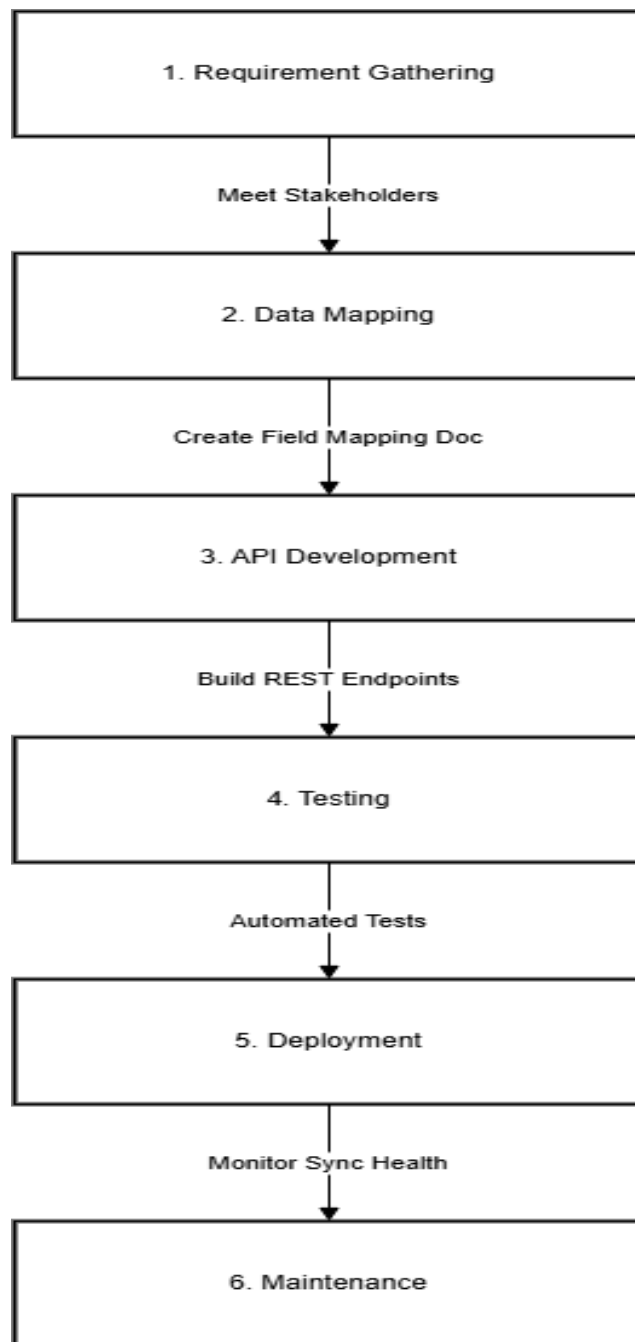 1. Requirement Gathering
Meet Stakeholders
2. Data Mapping
Create Field Mapping Doc
3. API Development
Build REST Endpoints
4. Testing
Automated Tests
5. Deployment
Monitor Sync Health
6. Maintenance